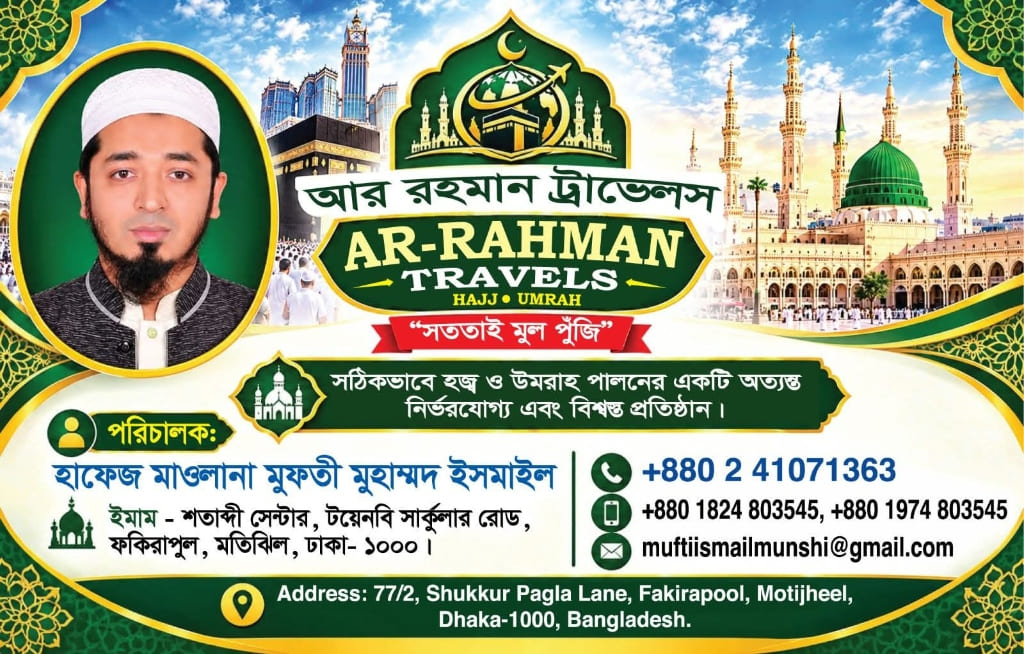 আর রহমান ট্রাভেলস
AR-RAHMAN
TRAVELS
HAJJ • UMRAH
“সততাই মুল পুঁজি”
সঠিকভাবে হজ্ব ও উমরাহ পালনের একটি অত্যন্ত
নির্ভরযোগ্য এবং বিশ্বস্ত প্রতিষ্ঠান।
পরিচালক:
হাফেজ মাওলানা মুফতী মুহাম্মদ ইসমাইল
ইমাম - শতাব্দী সেন্টার, টয়েনবি সার্কুলার রোড,
ফকিরাপুল, মতিঝিল, ঢাকা- ১০০০।
+880 2 41071363
+880 1824 803545, +880 1974 803545
muftiismailmunshi@gmail.com
Address: 77/2, Shukkur Pagla Lane, Fakirapool, Motijheel,
Dhaka-1000, Bangladesh.